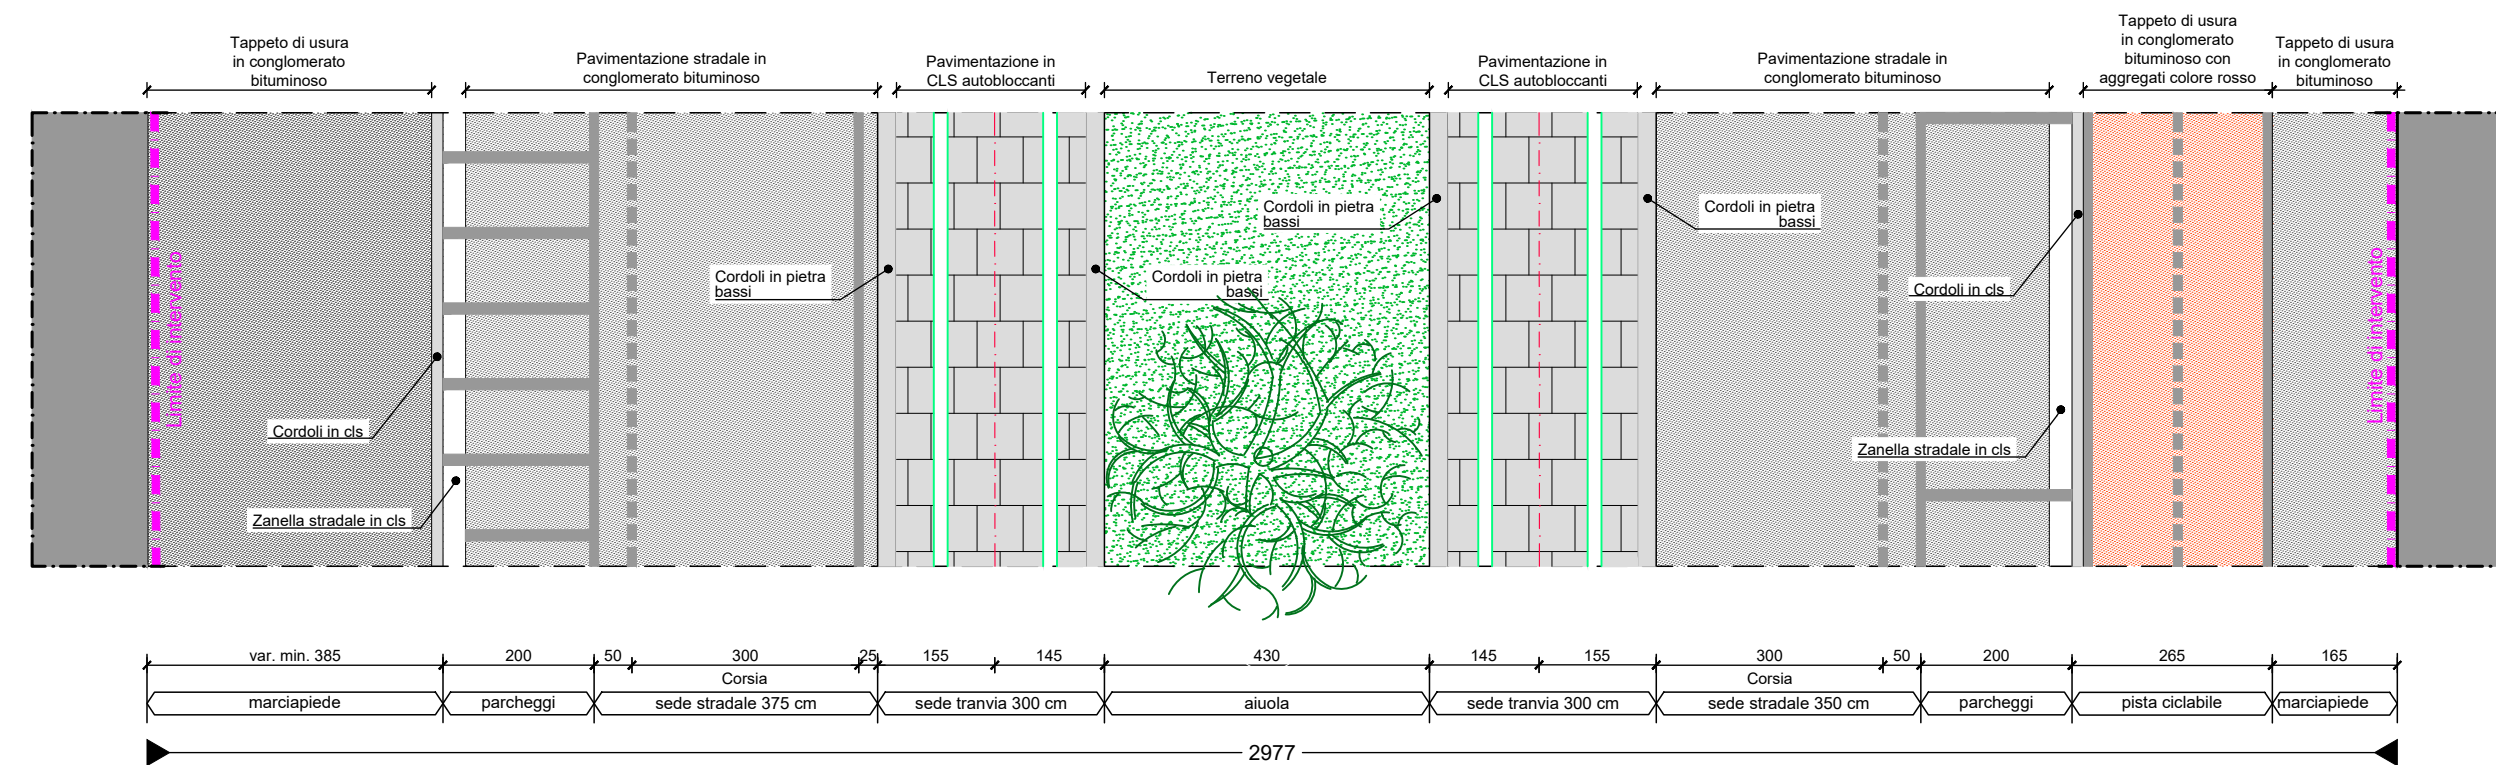 Tappeto di usura
in conglomerato
bituminoso
Pavimentazione stradale in
conglomerato bituminoso
Pavimentazione in
CLS autobloccanti
Terreno vegetale
Pavimentazione in
CLS autobloccanti
Pavimentazione stradale in
conglomerato bituminoso
Tappeto di usura
in conglomerato
bituminoso con
aggregati colore rosso
Tappeto di usura
in conglomerato
bituminoso
Limite di intervento
Cordoli in cls
Zanella stradale in cls
Cordoli in pietra
bassi
Cordoli in pietra
bassi
Cordoli in pietra
bassi
Cordoli in pietra
bassi
Cordoli in cls
Zanella stradale in cls
Limite di intervento
var. min. 385
200
50
300
25
155
145
430
145
155
300
50
200
265
165
Corsia
Corsia
marciapiede
parcheggi
sede stradale 375 cm
sede tranvia 300 cm
aiuola
sede tranvia 300 cm
sede stradale 350 cm
parcheggi
pista ciclabile
marciapiede
2977